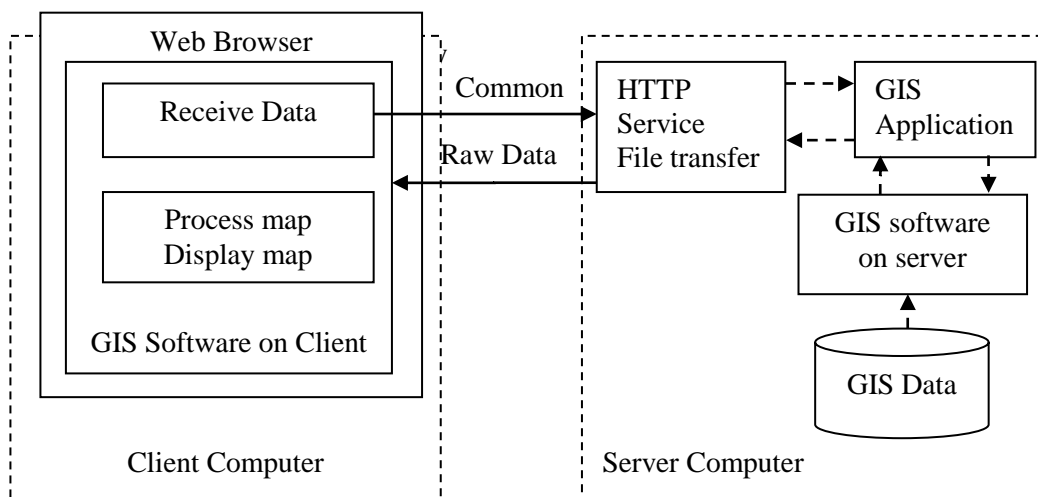 Web Browser
Receive Data
Process map
Display map
GIS Software on Client
Client Computer
Common
Raw Data
HTTP
Service
File transfer
GIS
Application
GIS software
on server
GIS Data
Server Computer